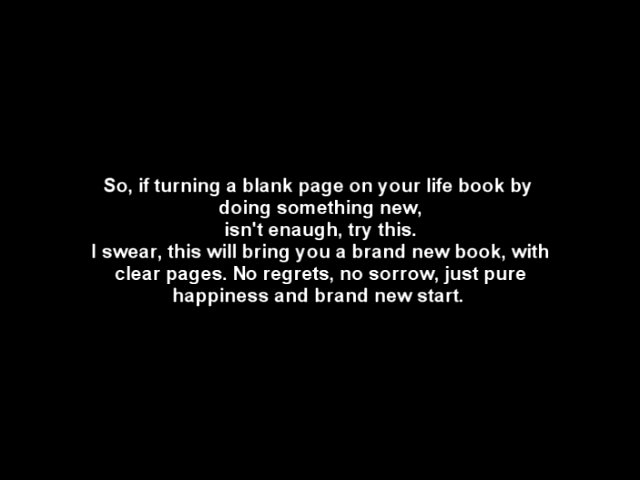 So, if turning a blank page on your life book by
doing something new,
isn't enaugh, try this.
I swear, this will bring you a brand new book, with
clear pages. No regrets, no sorrow, just pure
happiness and brand new start.